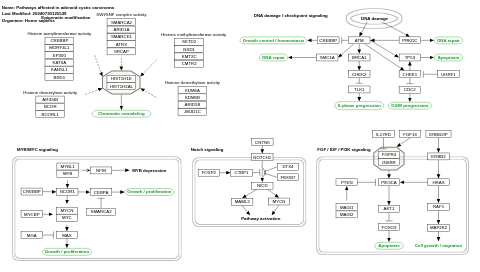 Name: Pathways affected in adenoid cystic carcinoma
Last Modified: 20240730125539
Organism: Homo sapiens
Epigenetic modification
SWI/SNF complex activity
SMARCA2
ARID1A
SMARCE1
ATRX
SRCAP
Histone acetyltransferase activity
CREBBP
MORF4L1
EP300
KAT6A
KANSL1
BRD1
Histone methyltransferase activity
SETD2
NSD1
KMT2C
CMTR2
HIST1H1E
HIST1H2AL
Histone deacetylase activity
ARID4B
BCOR
BCORL1
Histone demethylase activity
KDM6A
KDM6B
ARID5B
JMJD1C
Chromatin remodeling
DNA damage / checkpoint signaling
DNA damage
Growth control / homeostasis
CREBBP
ATM
PRKDC
DNA repair
DNA repair
SMC1A
BRCA1
TP53
Apoptosis
CHEK2
CHEK1
UHRF1
TLK1
CDC2
S-phase progression
G2/M progression
MYB/MYC signaling
MYBL1
MYB
NFIB
MYB depression
CREBBP
NCOR1
CEBPA
Growth / proliferation
MYCBP
MYCN
MYC
SMARCA2
MGA
MAX
Growth / proliferation
Notch signaling
CNTN6
NOTCH1
FOXP2
CTBP1
DTX4
FBXW7
NICD
MAML3
MYCN
Pathway activation
FGF / IGF / PI3K signaling
IL17RD
FGF16
ERBB2IP
FGFR4
INSRR
ERBB2
PTEN
PIK3CA
HRAS
MAGI1
MAGI2
AKT1
RAF1
FOXO3
MAP2K2
Apoptosis
Cell growth / migration